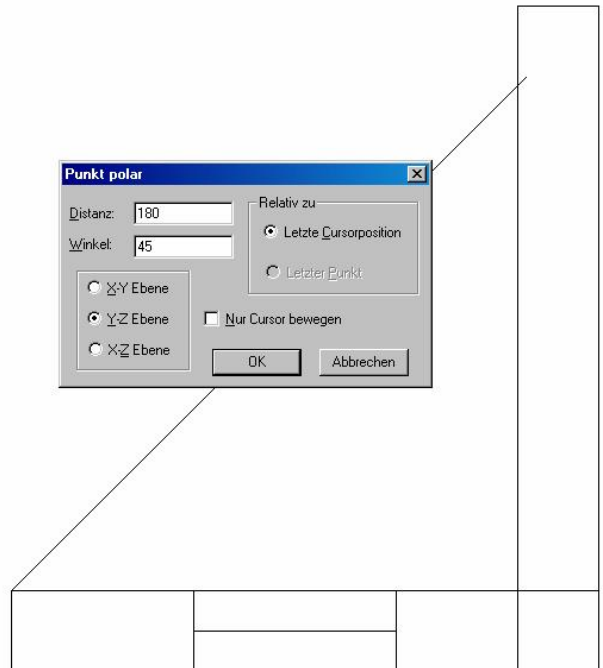 Punkt polar
Distanz: 180
Winkel: 45
Relativ zu
Letzte Cursorposition
Letzter Punkt
X-Y Ebene
Y-Z Ebene
X-Z Ebene
Nur Cursor bewegen
OK
Abbrechen